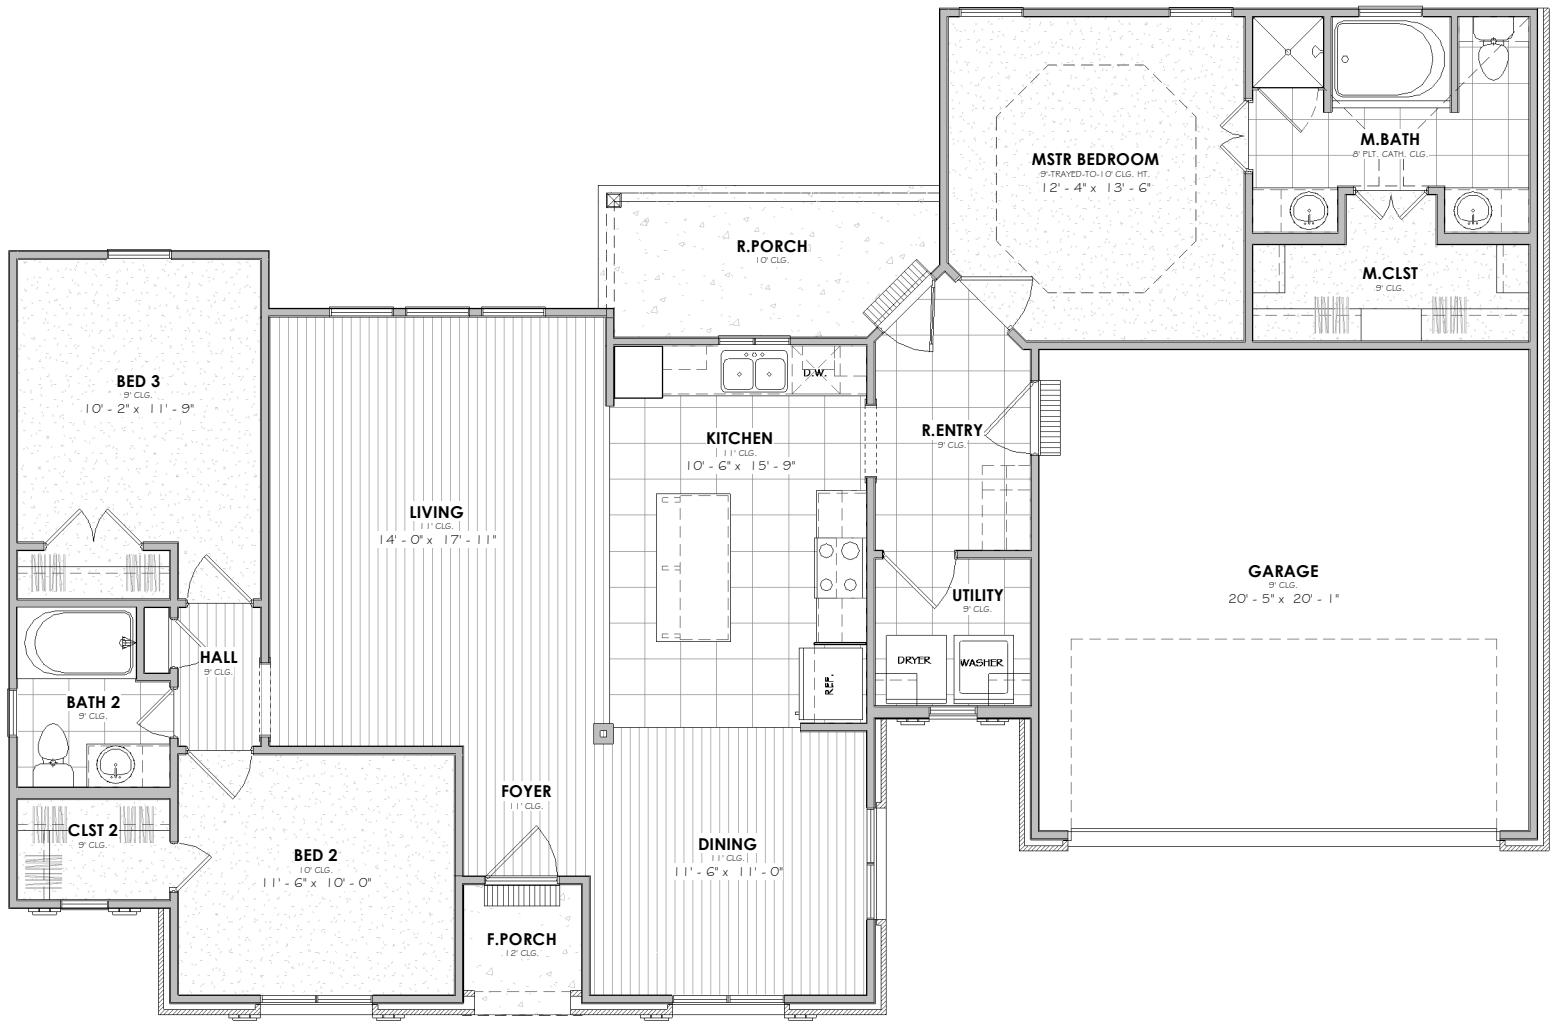 M.BATH
8' PLT. CATH. CLG.
MSTR BEDROOM
9'-TRAYED-TO-10' CLG. HT.
12' - 4" x 13' - 6"
R.PORCH
10' CLG.
M.CLST
9' CLG.
BED 3
9' CLG.
10' - 2" x 11' - 9"
D.W.
KITCHEN
11' CLG.
10' - 6" x 15' - 9"
R.ENTRY
9' CLG.
LIVING
11' CLG.
14' - 0" x 17' - 11"
GARAGE
9' CLG.
20' - 5" x 20' - 1"
UTILITY
9' CLG.
HALL
9' CLG.
DRYER
WASHER
REF.
BATH 2
9' CLG.
FOYER
11' CLG.
CLST 2
9' CLG.
BED 2
10' CLG.
11' - 6" x 10' - 0"
DINING
11' CLG.
11' - 6" x 11' - 0"
F.PORCH
12' CLG.